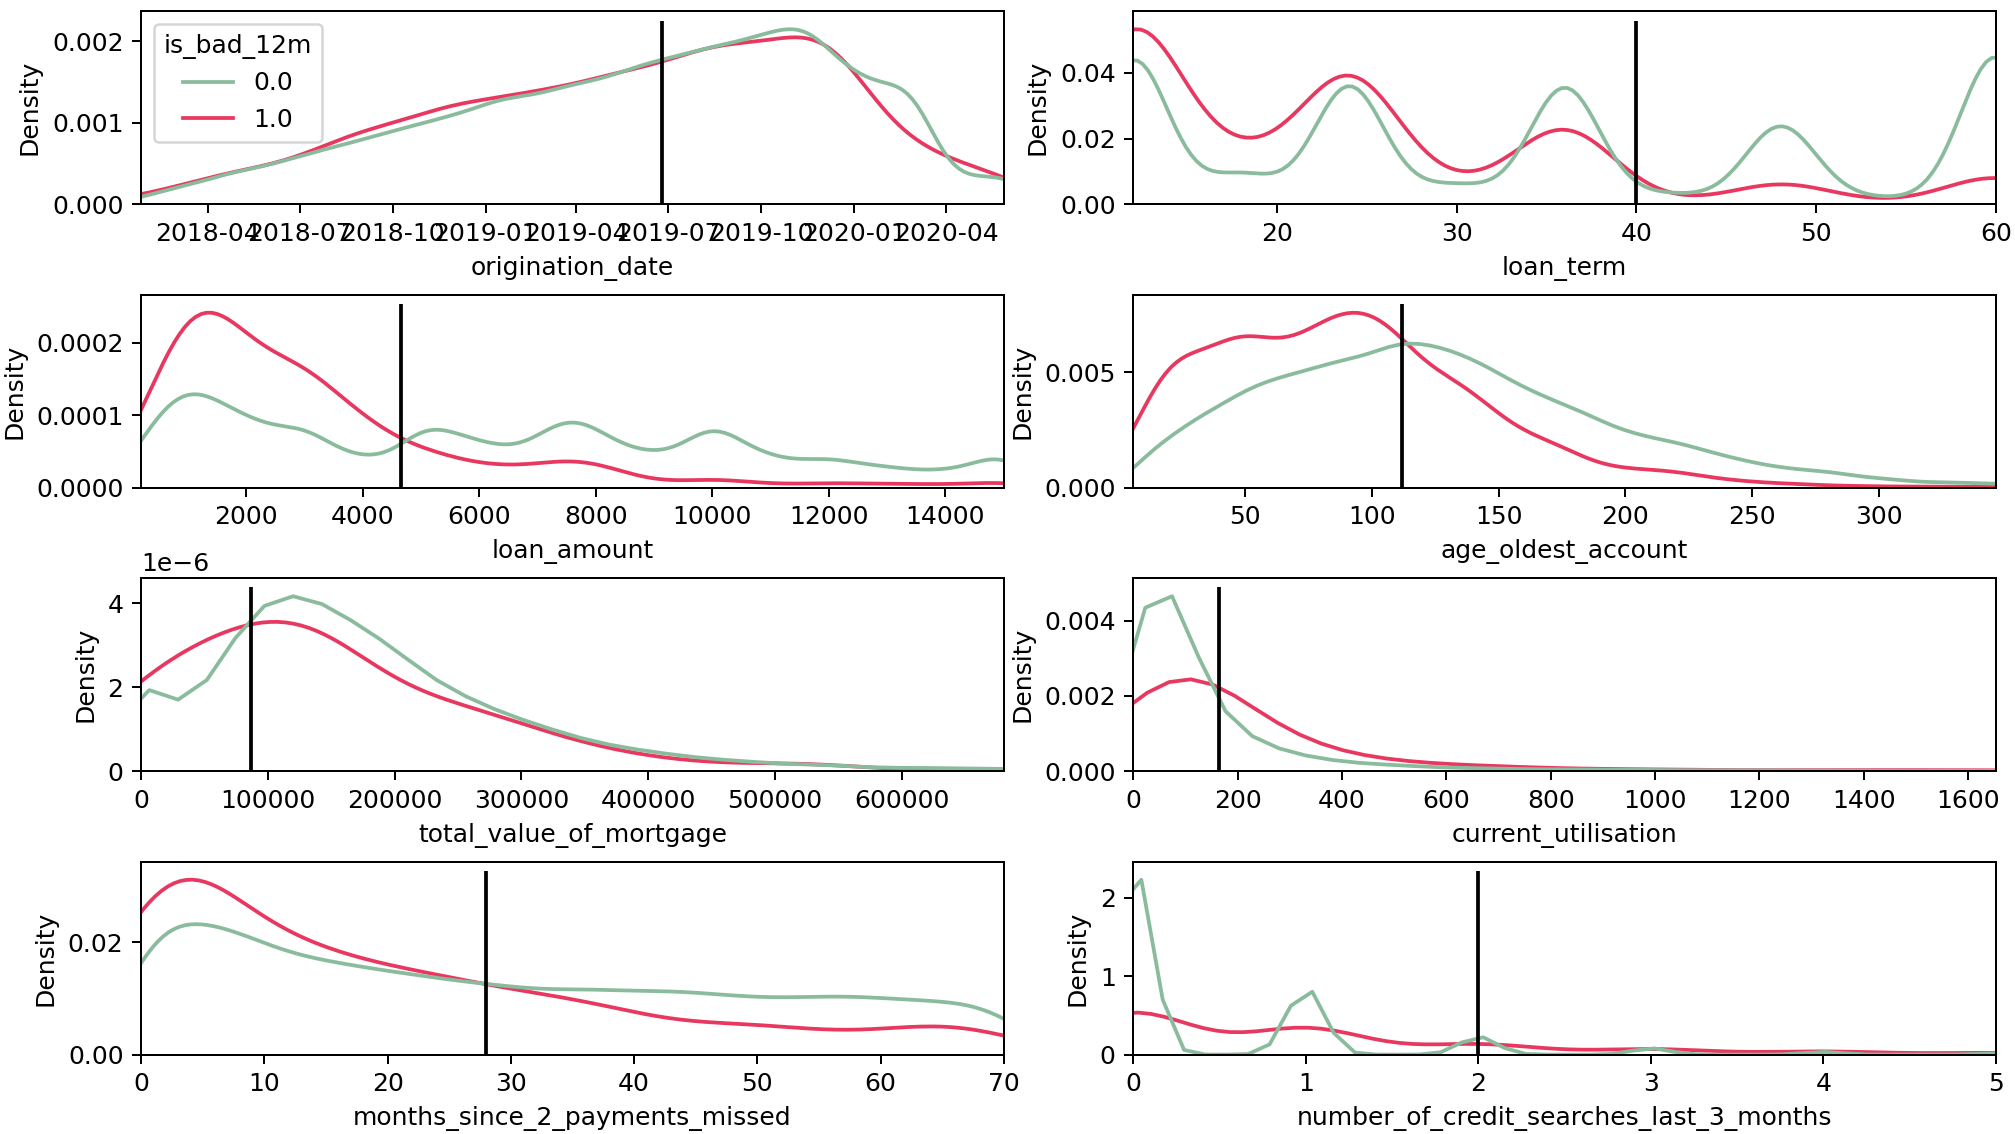 is_bad_12m
0.0
1.0
Density
0.002
0.001
0.000
2018-04 2018-07 2018-10 2019-01 2019-04 2019-07 2019-10 2020-01 2020-04
origination_date
Density
0.04
0.02
0.00
20 30 40 50 60
loan_term
Density
0.0002
0.0001
0.0000
2000 4000 6000 8000 10000 12000 14000
loan_amount
Density
0.005
0.000
50 100 150 200 250 300
age_oldest_account
1e−6
Density
4
2
0
0 100000 200000 300000 400000 500000 600000
total_value_of_mortgage
Density
0.004
0.002
0.000
0 200 400 600 800 1000 1200 1400 1600
current_utilisation
Density
0.02
0.00
0 10 20 30 40 50 60 70
months_since_2_payments_missed
Density
2
1
0
0 1 2 3 4 5
number_of_credit_searches_last_3_months